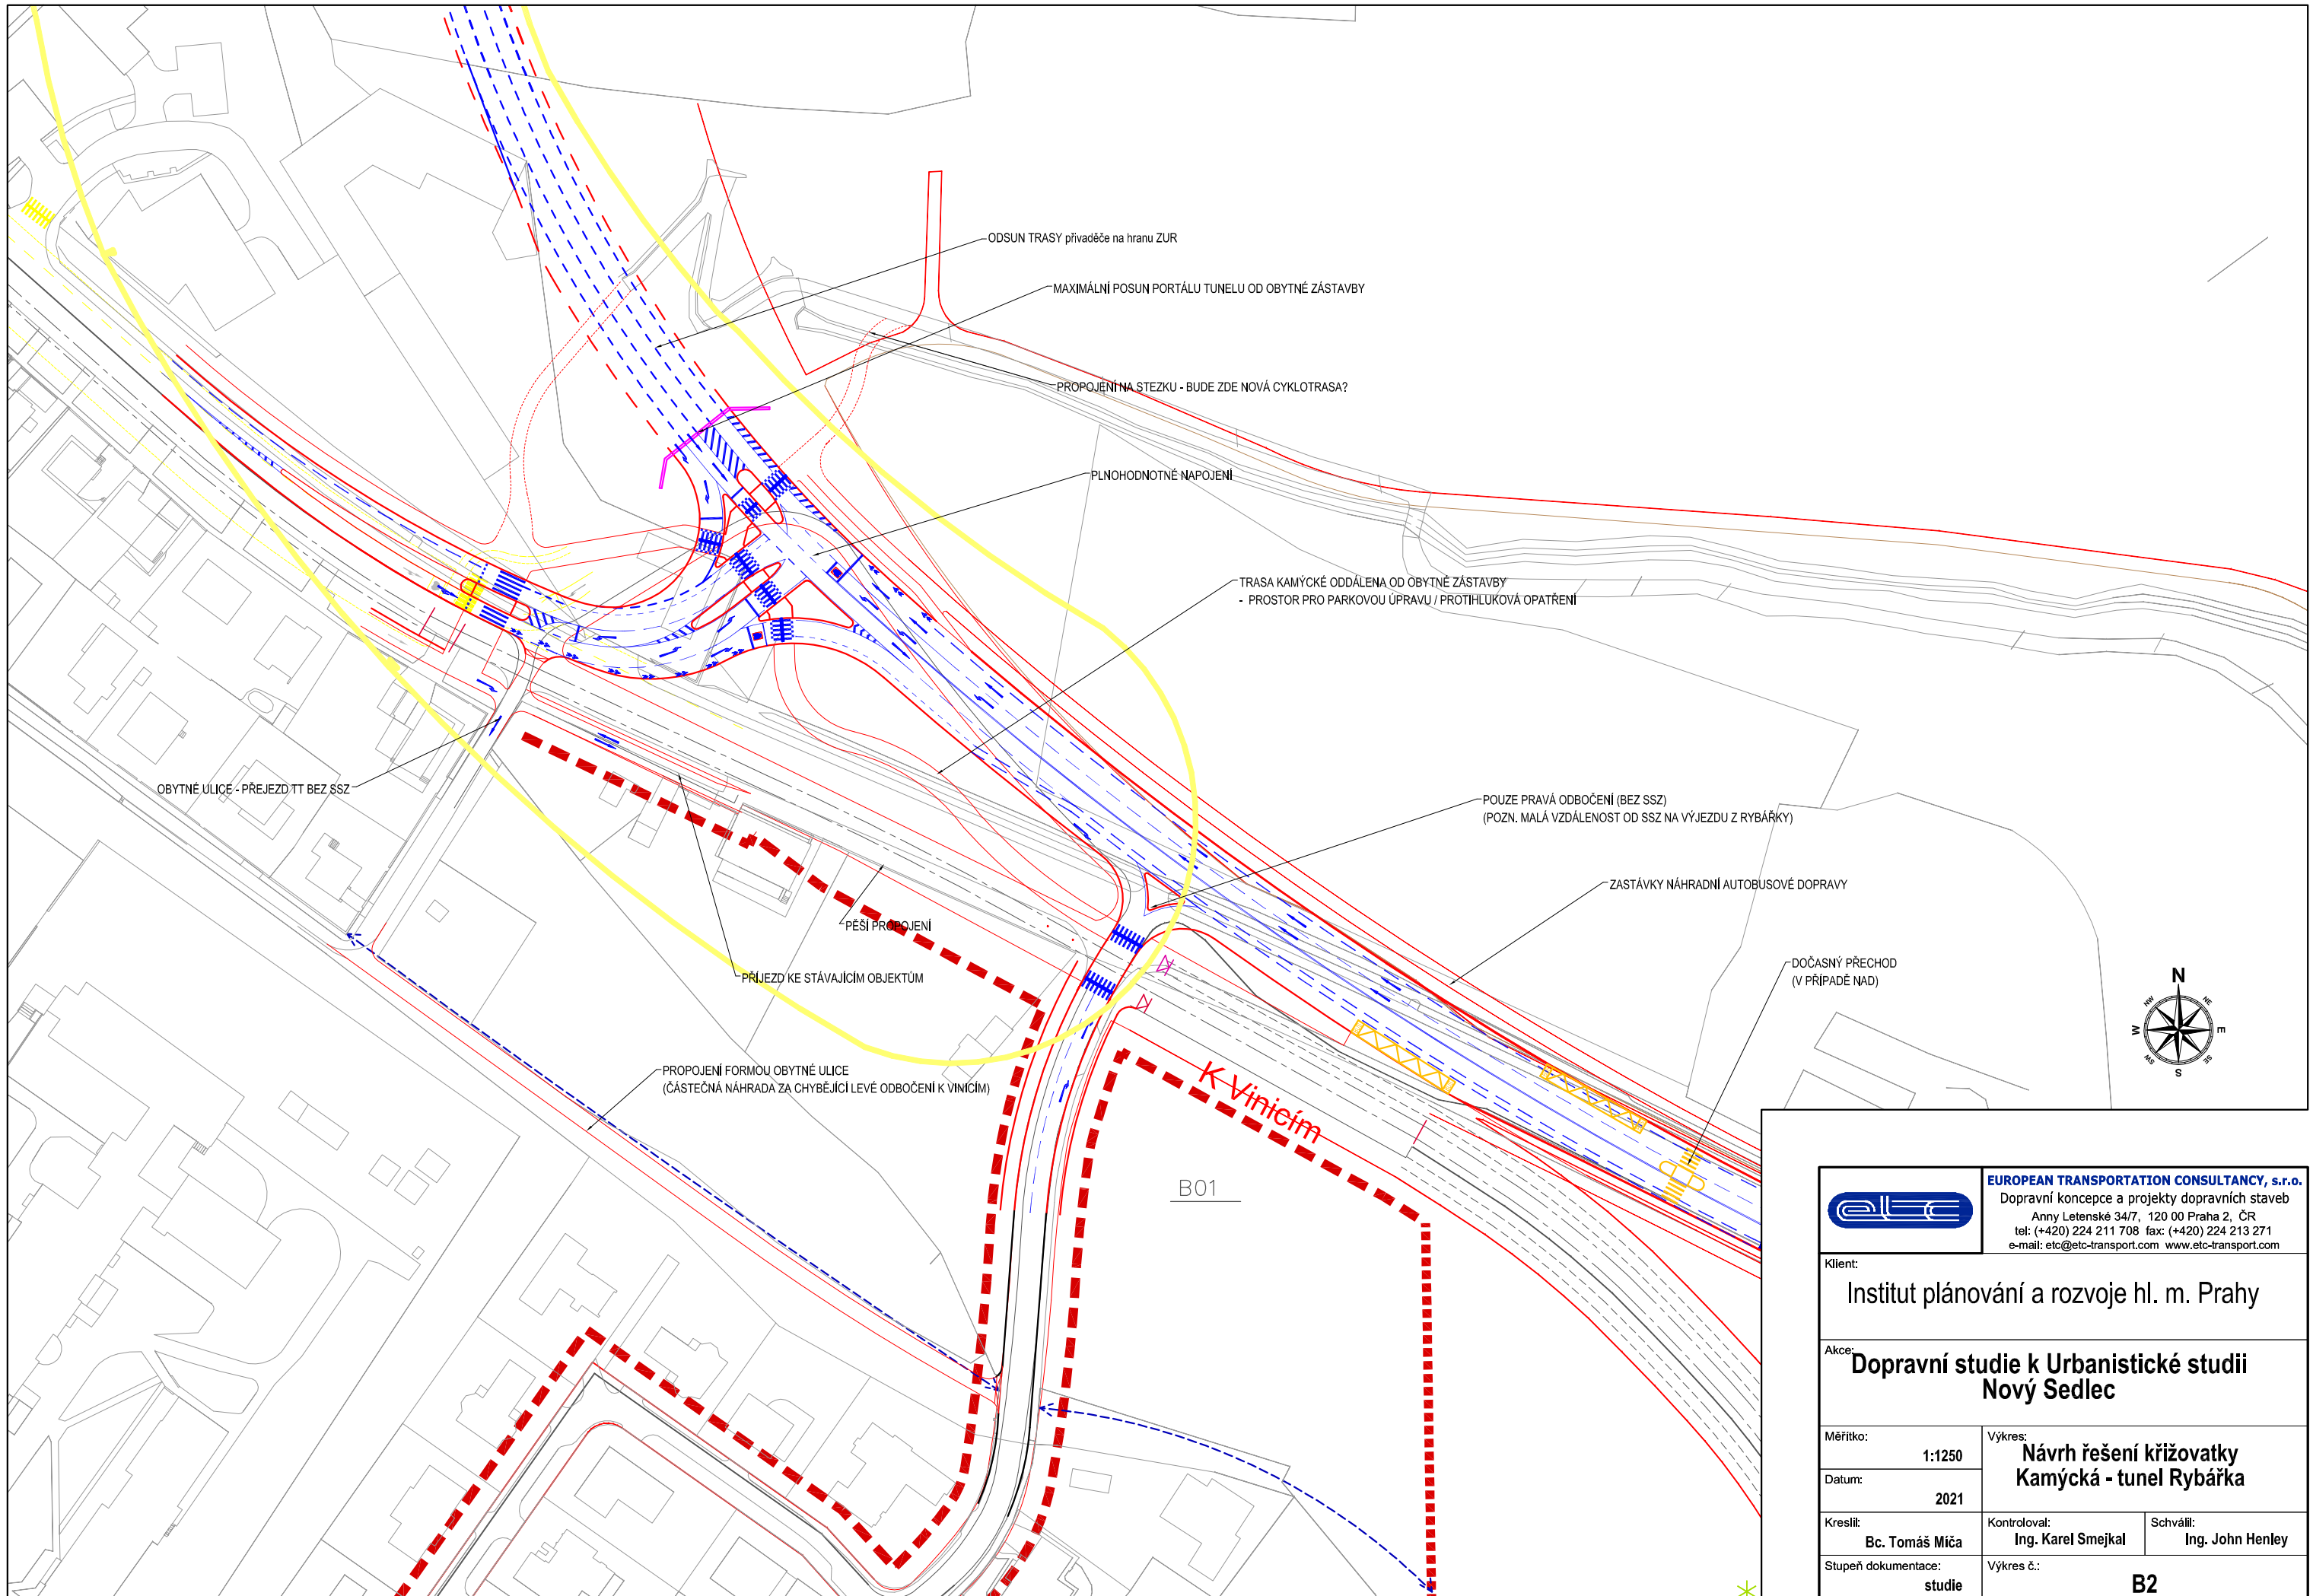 ODSUN TRASY přivaděče na hranu ZUR
MAXIMÁLNÍ POSUN PORTÁLU TUNELU OD OBYTNÉ ZÁSTAVBY
PROPOJENÍ NA STEZKU - BUDE ZDE NOVÁ CYKLOTRASA?
PLNOHODNOTNÉ NAPOJENÍ
TRASA KAMÝCKÉ ODDÁLENA OD OBYTNÉ ZÁSTAVBY
- PROSTOR PRO PARKOVOU ÚPRAVU / PROTIHLUKOVÁ OPATŘENÍ
OBYTNÉ ULICE - PŘEJEZD TT BEZ SSZ
POUZE PRAVÁ ODBOČENÍ (BEZ SSZ)
(POZN. MALÁ VZDÁLENOST OD SSZ NA VÝJEZDU Z RYBÁŘKY)
ZASTÁVKY NÁHRADNÍ AUTOBUSOVÉ DOPRAVY
PĚŠÍ PROPOJENÍ
PŘÍJEZD KE STÁVAJÍCÍM OBJEKTŮM
DOČASNÝ PŘECHOD
(V PŘÍPADĚ NAD)
PROPOJENÍ FORMOU OBYTNÉ ULICE
(ČÁSTEČNÁ NÁHRADA ZA CHYBĚJÍCÍ LEVÉ ODBOČENÍ K VINICÍM)
K Vinicím
B01
N
NW
NE
W
E
SW
SE
S
etc
EUROPEAN TRANSPORTATION CONSULTANCY, s.r.o.
Dopravní koncepce a projekty dopravních staveb
Anny Letenské 34/7, 120 00 Praha 2, ČR
tel: (+420) 224 211 708 fax: (+420) 224 213 271
e-mail: etc@etc-transport.com www.etc-transport.com
Klient:
Institut plánování a rozvoje hl. m. Prahy
Akce:
Dopravní studie k Urbanistické studii
Nový Sedlec
Měřítko:
1:1250
Výkres:
Návrh řešení křižovatky
Kamýcká - tunel Rybářka
Datum:
2021
Kreslil:
Bc. Tomáš Míča
Kontroloval:
Ing. Karel Smejkal
Schválil:
Ing. John Henley
Stupeň dokumentace:
studie
Výkres č.:
B2